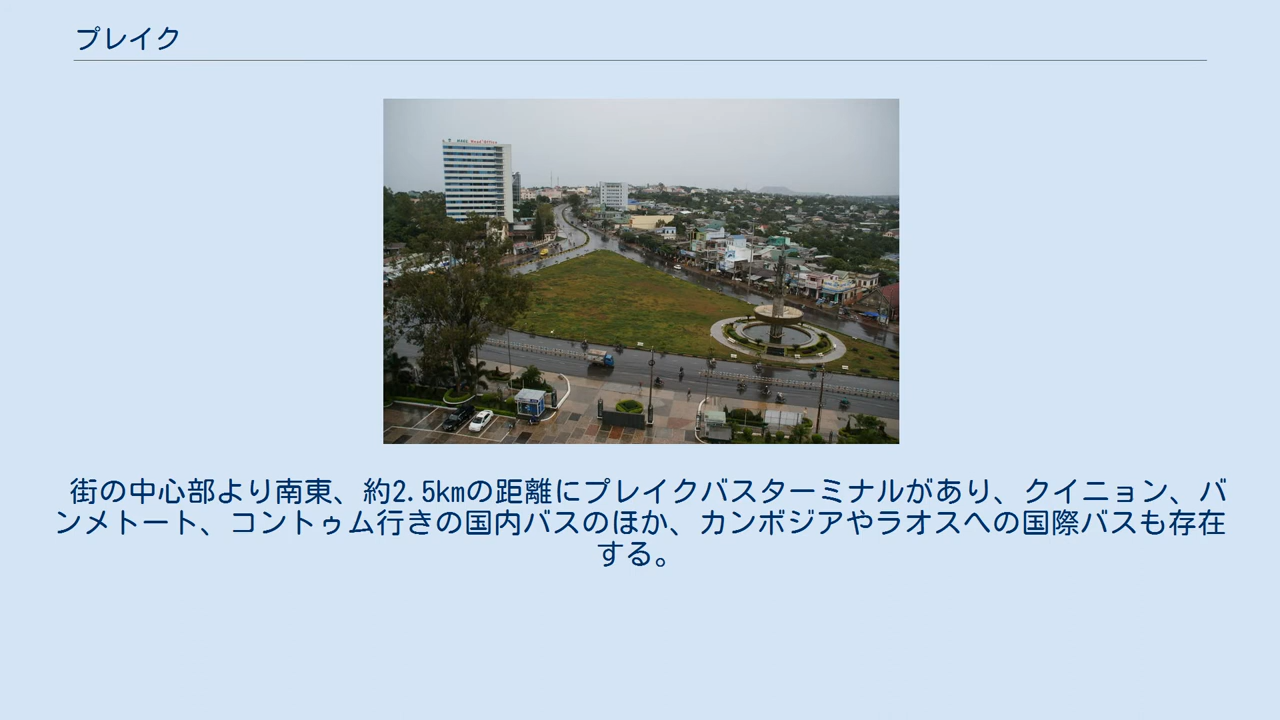 プレイク
街の中心部より南東、約2.5kmの距離にプレイクバスターミナルがあり、クイニョン、バ
ンメトート、コントゥム行きの国内バスのほか、カンボジアやラオスへの国際バスも存在
する。